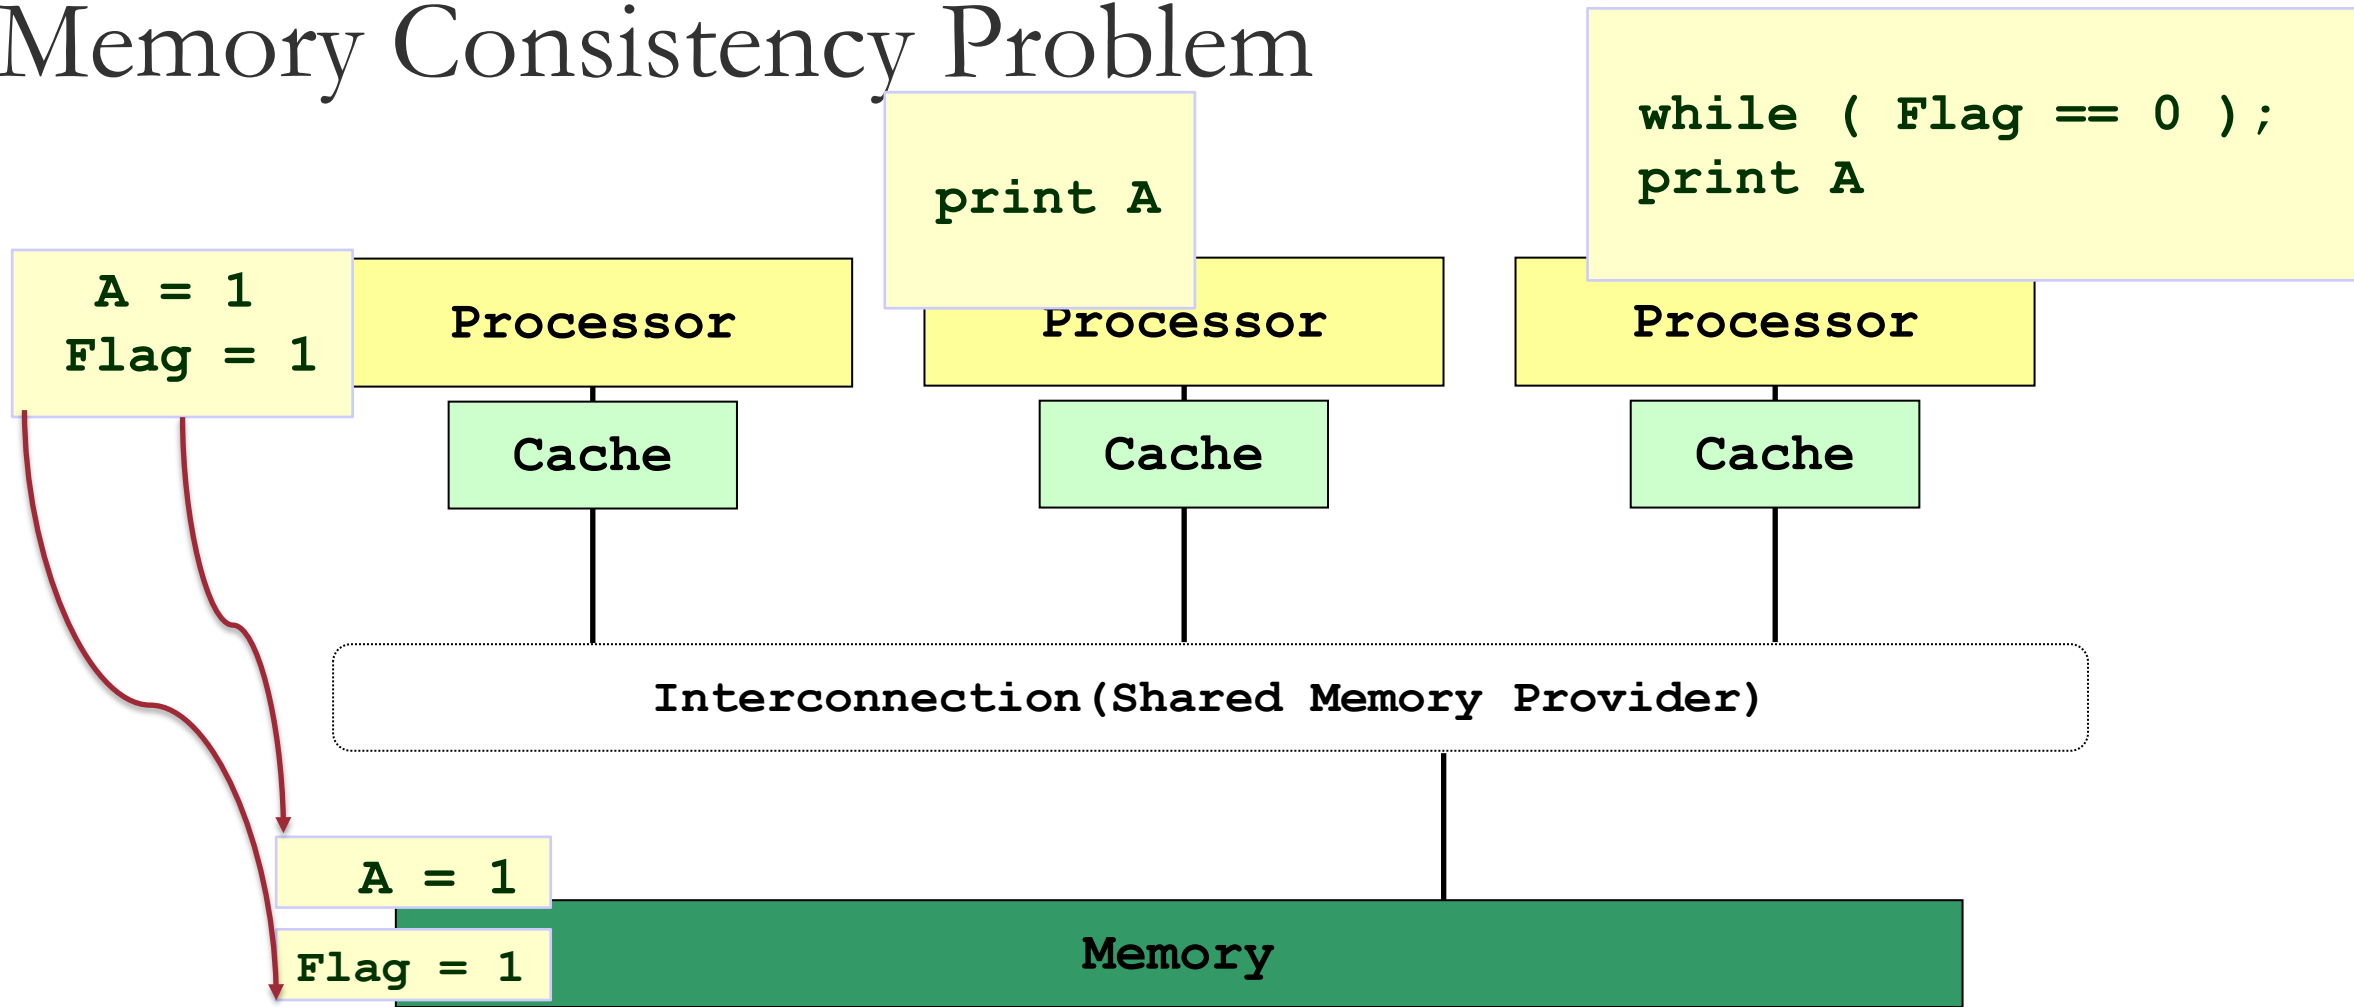 Memory Consistency Problem
while ( Flag == 0 );
print A
print A
A = 1
Flag = 1
Processor
Processor
Processor
Cache
Cache
Cache
Interconnection(Shared Memory Provider)
A = 1
Flag = 1
Memory